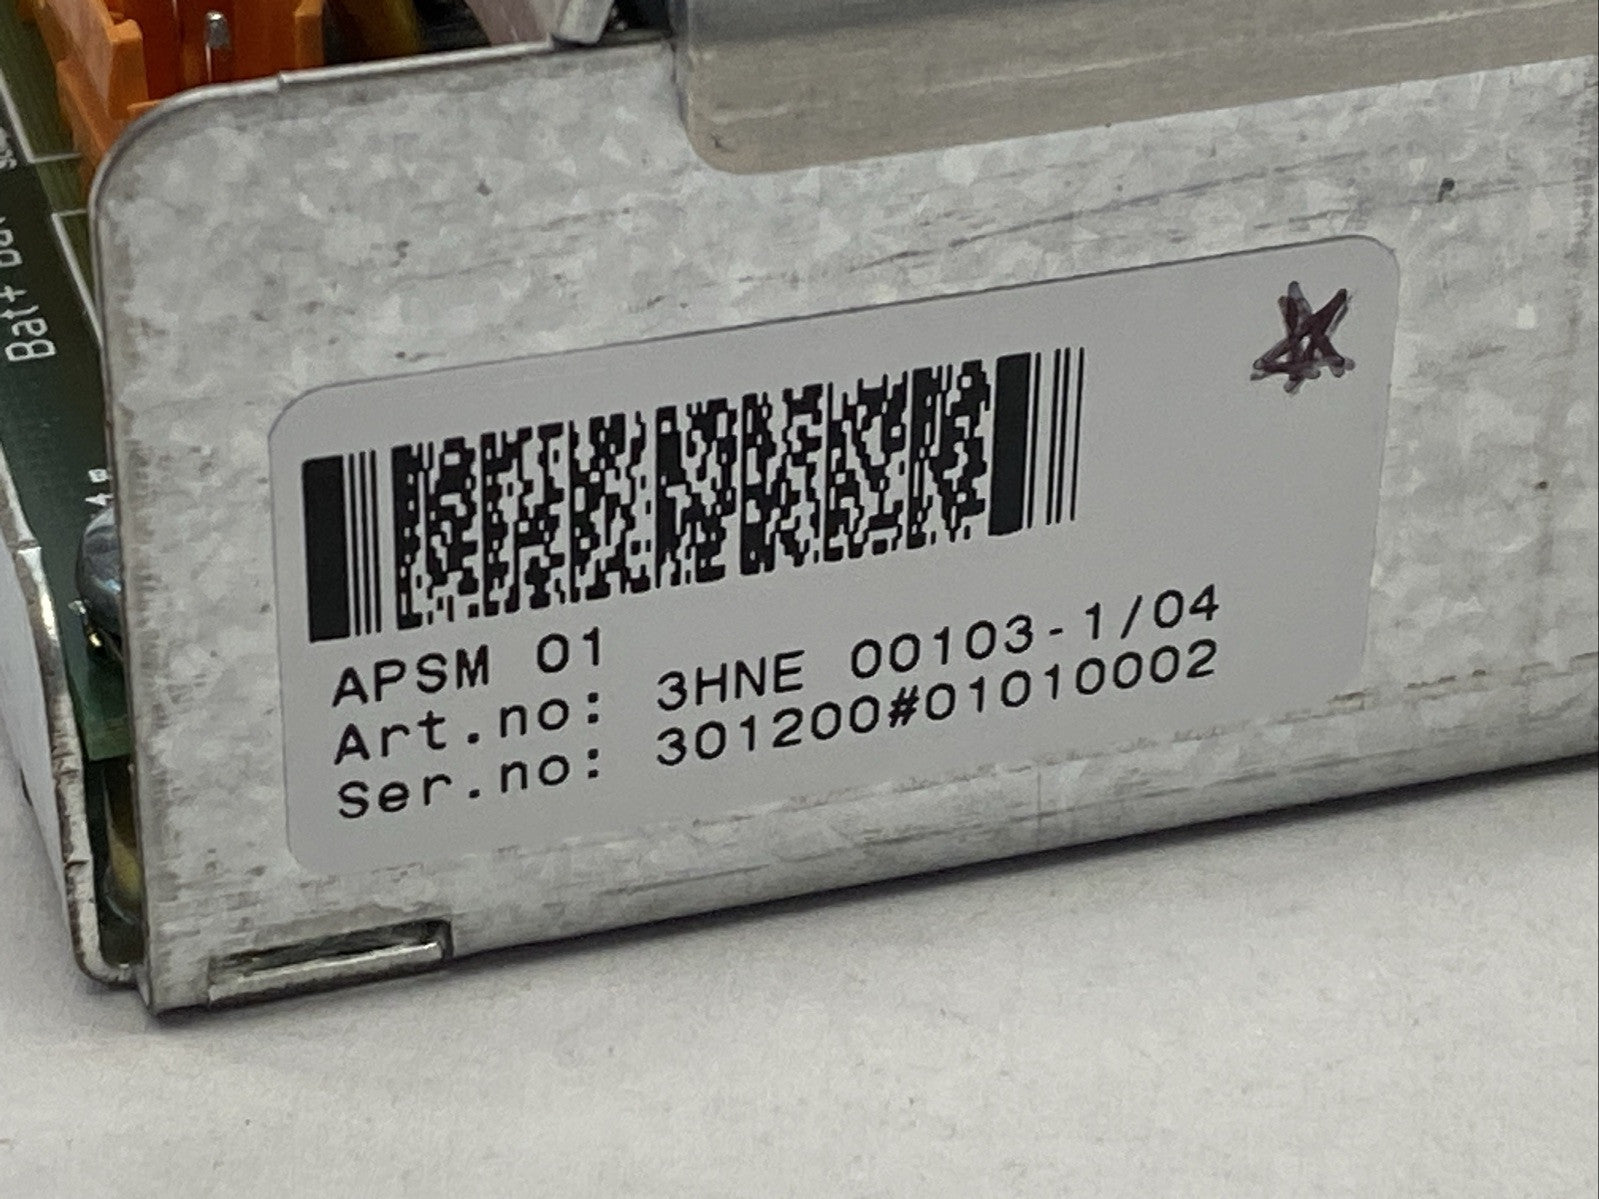 APSM 01
Art.no: 3HNE 00103-1/04
Ser.no: 301200#01010002
Bat+